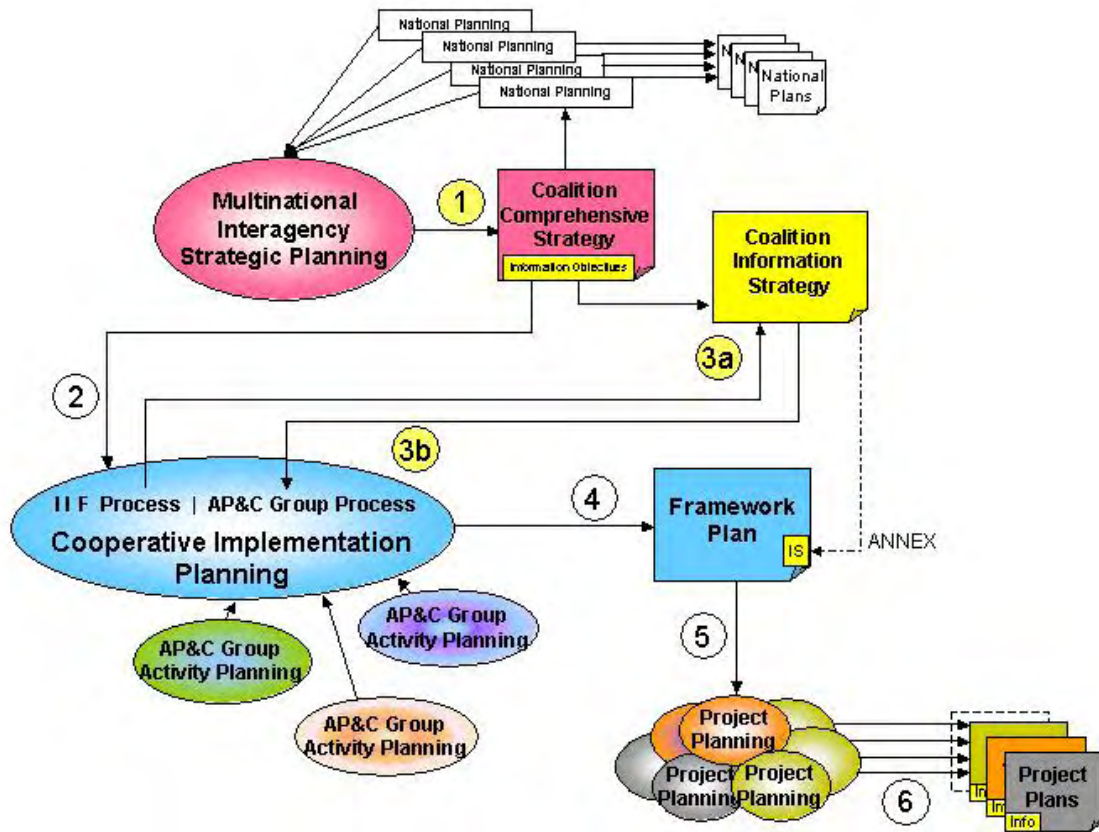 National Planning
National Planning
National Planning
National Planning
N
N
N
National
Plans
Multinational
Interagency
Strategic Planning
1
Coalition
Comprehensive
Strategy
Information Objectives
Coalition
Information
Strategy
2
3a
3b
IIF Process | AP&C Group Process
Cooperative Implementation
Planning
4
Framework
Plan
IS
ANNEX
AP&C Group
Activity Planning
AP&C Group
Activity Planning
AP&C Group
Activity Planning
5
Project
Planning
Project
Planning
Project
Planning
6
Project
Plans
In
In
Info